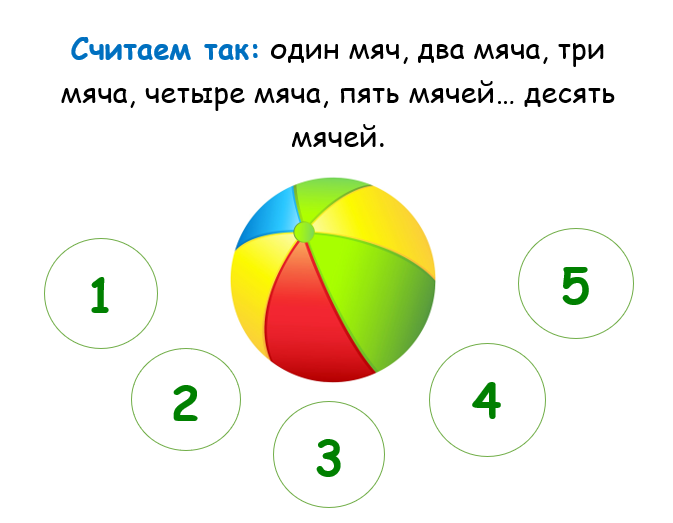 Считаем так: один мяч, два мяча, три
мяча, четыре мяча, пять мячей… десять
мячей.
1
5
2
4
3